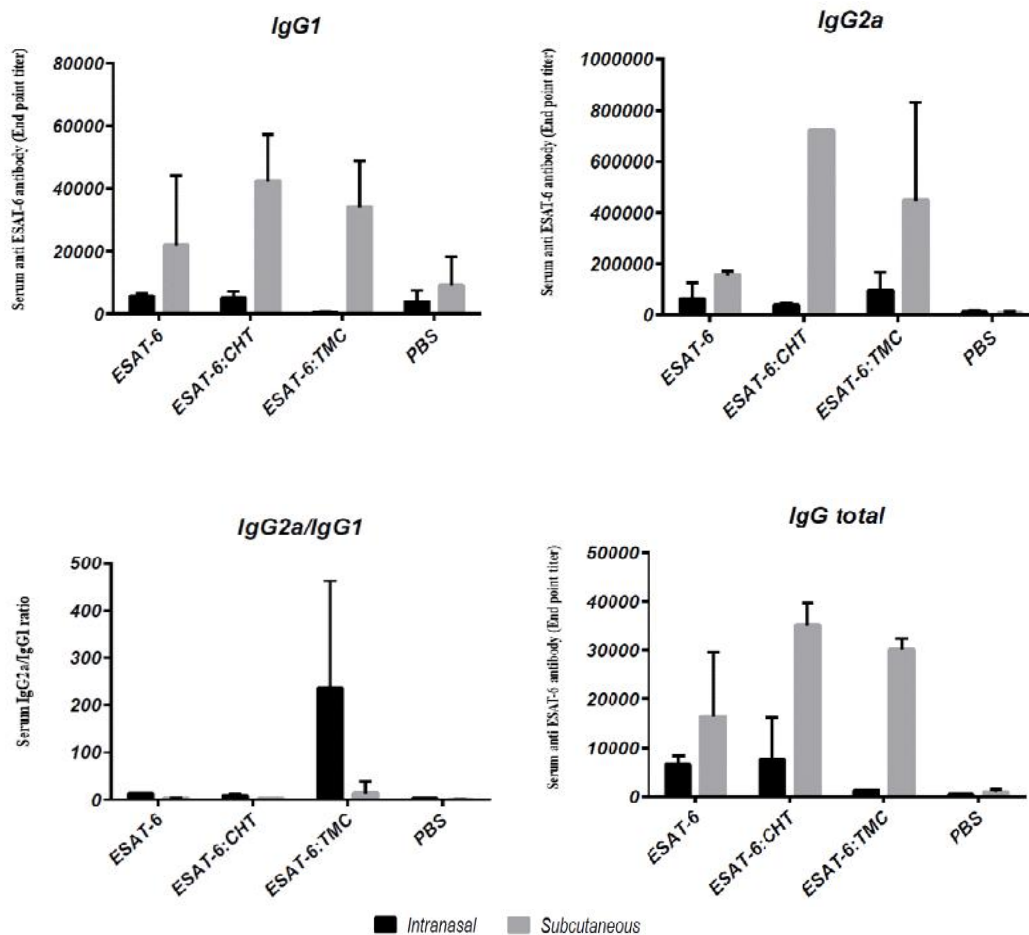 IgG1
Serum anti ESAT-6 antibody (End point titer)
80000
60000
40000
20000
0
ESAT-6
ESAT-6:CHT
ESAT-6:TMC
PBS
IgG2a
Serum anti ESAT-6 antibody (End point titer)
1000000
800000
600000
400000
200000
0
ESAT-6
ESAT-6:CHT
ESAT-6:TMC
PBS
IgG2a/IgG1
Serum IgG2a/IgG1 ratio
500
400
300
200
100
0
ESAT-6
ESAT-6:CHT
ESAT-6:TMC
PBS
IgG total
Serum anti ESAT-6 antibody (End point titer)
50000
40000
30000
20000
10000
0
ESAT-6
ESAT-6:CHT
ESAT-6:TMC
PBS
Intranasal Subcutaneous